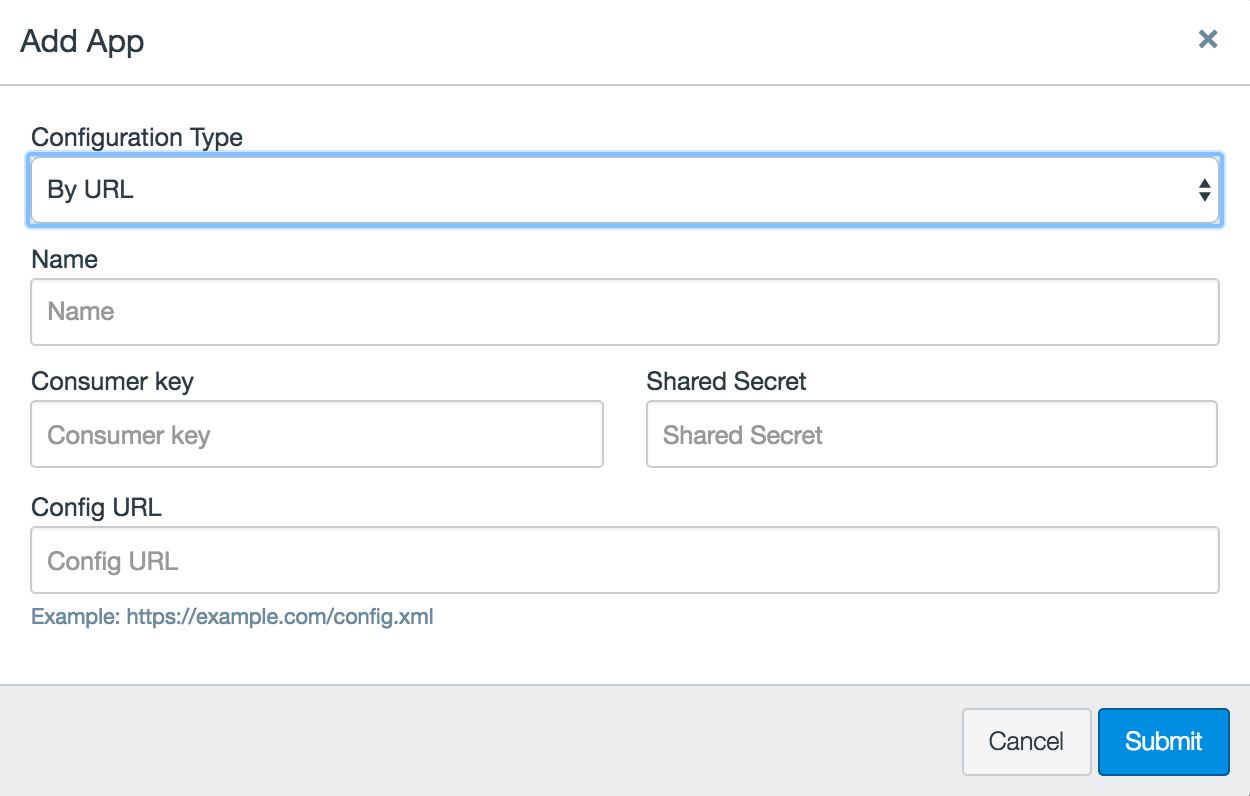 Add App
Configuration Type
By URL
Name
Name
Consumer key
Shared Secret
Consumer key
Shared Secret
Config URL
Config URL
Example: https://example.com/config.xml
Cancel
Submit